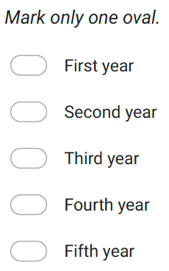 Mark only one oval.
First year
Second year
Third year
Fourth year
Fifth year